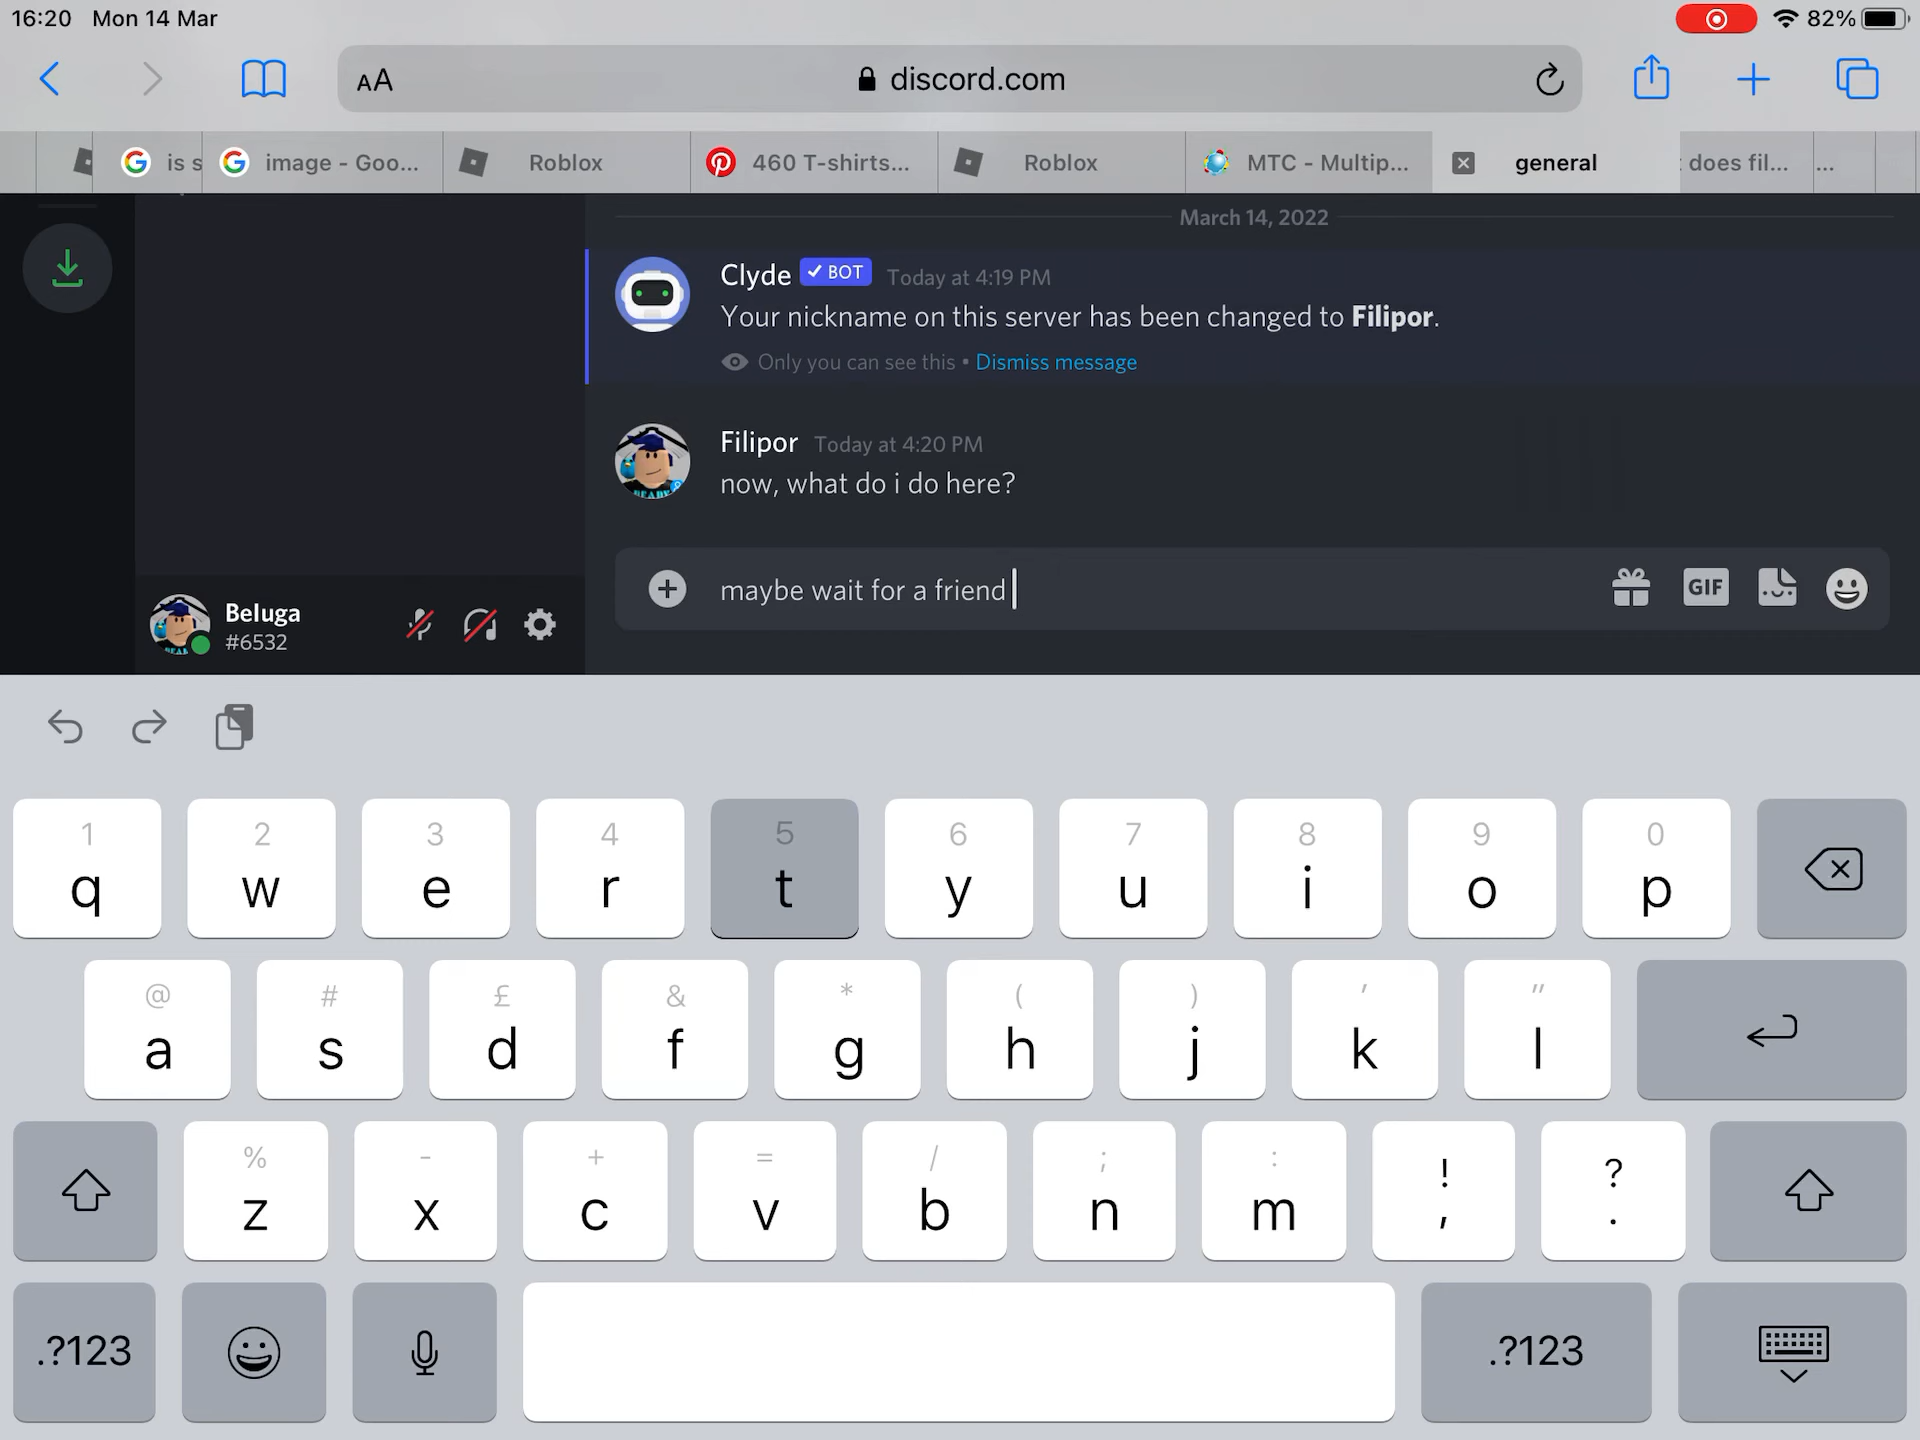 16:20 Mon 14 Mar
82%
AA
discord.com
is s
image - Goo...
Roblox
460 T-shirts...
Roblox
MTC - Multip...
general
does fil...
...
March 14, 2022
Clyde BOT Today at 4:19 PM
Your nickname on this server has been changed to Filipor.
Only you can see this • Dismiss message
Filipor Today at 4:20 PM
now, what do i do here?
maybe wait for a friend
GIF
Beluga
#6532
1 2 3 4 5 6 7 8 9 0
q w e r t y u i o p
@ # £ & * ( ) ' "
a s d f g h j k l
% - + = / ; : ! ?
z x c v b n m , .
.?123 .?123